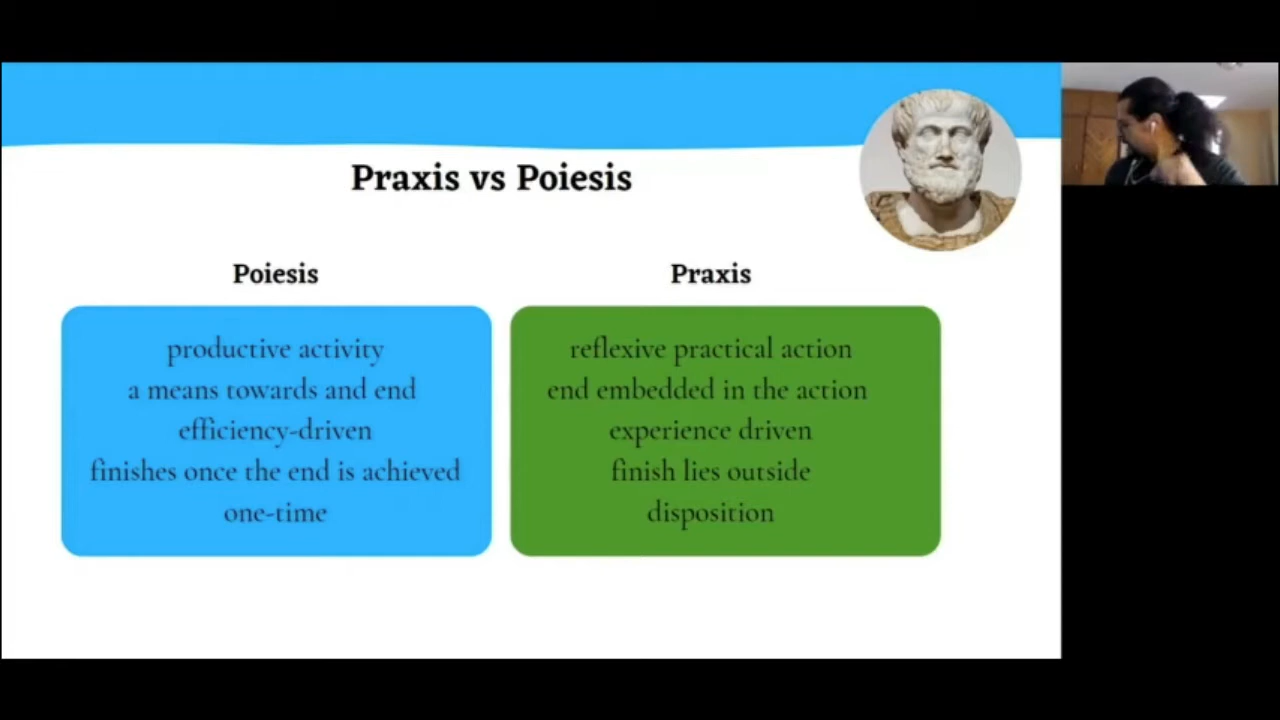 Praxis vs Poiesis
Poiesis
productive activity
a means towards and end
efficiency-driven
finishes once the end is achieved
one-time
Praxis
reflexive practical action
end embedded in the action
experience driven
finish lies outside
disposition